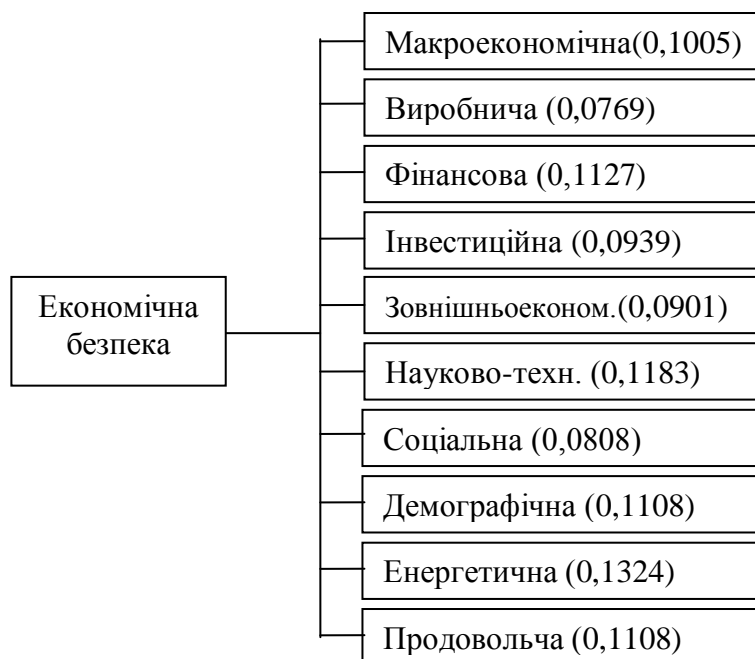 Економічна
безпека
Макроекономічна(0,1005)
Виробнича (0,0769)
Фінансова (0,1127)
Інвестиційна (0,0939)
Зовнішньоеконом.(0,0901)
Науково-техн. (0,1183)
Соціальна (0,0808)
Демографічна (0,1108)
Енергетична (0,1324)
Продовольча (0,1108)